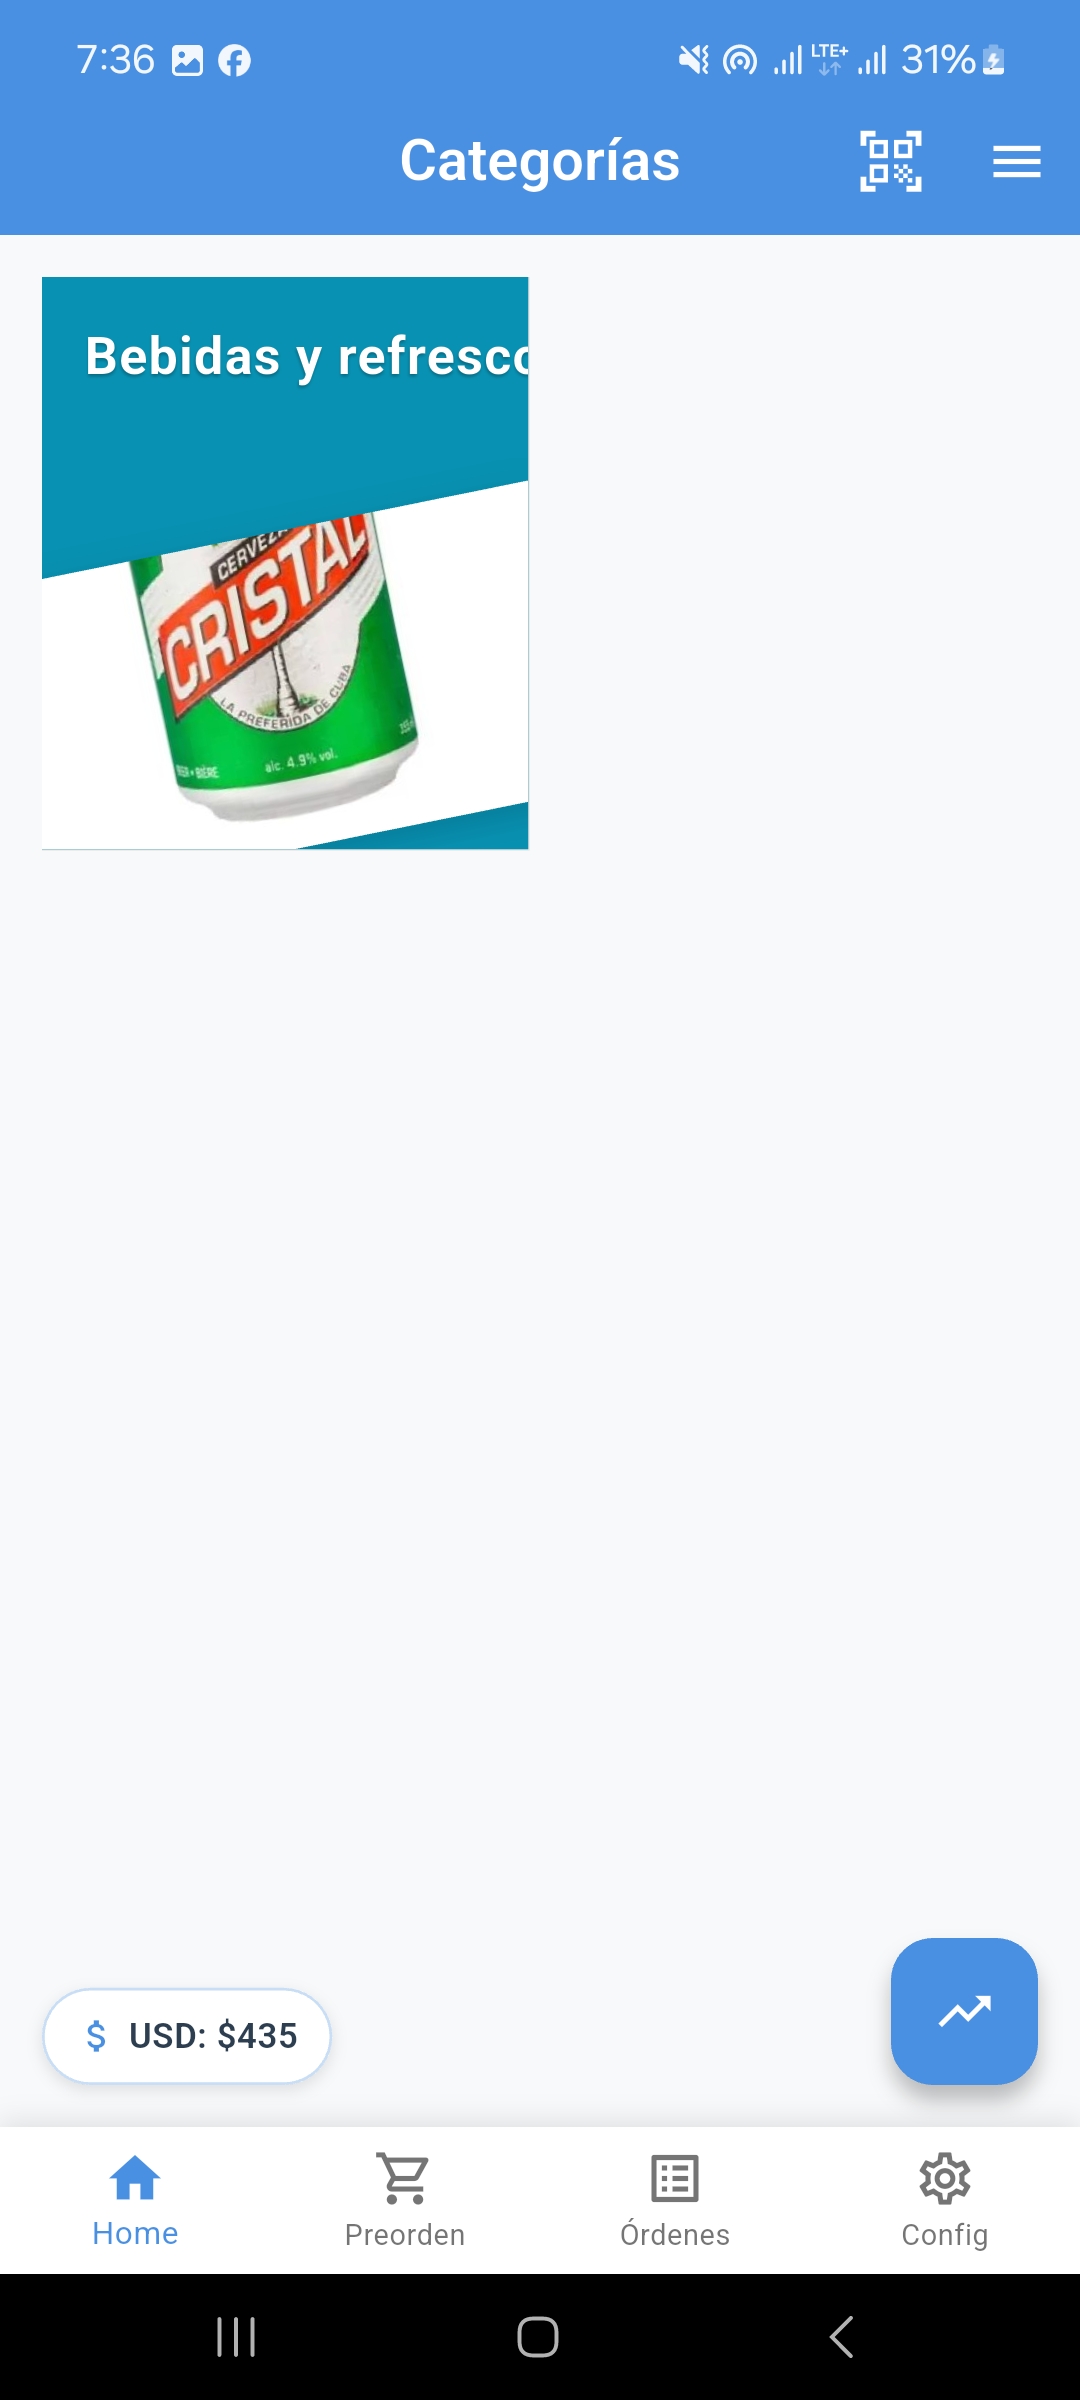 7:36
LTE+
31%
Categorías
Bebidas y refresco
CERVEZA
CRISTAL
LA PREFERIDA DE CUBA
BIÈRE
alc. 4.9% vol.
$ USD: $435
Home
Preorden
Órdenes
Config